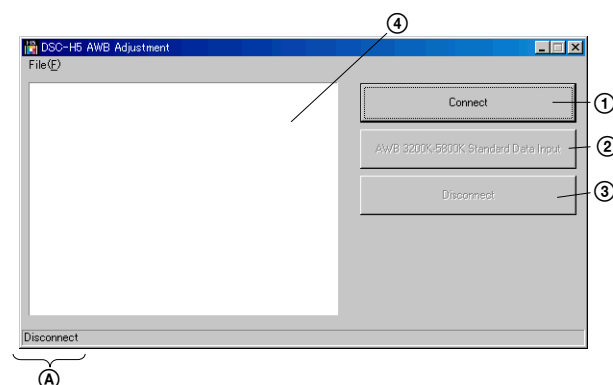 ④
DSC-H5 AWB Adjustment
File(F)
Connect
①
AWB 3200K-5800K Standard Data Input
②
Disconnect
③
Disconnect
Ⓐ